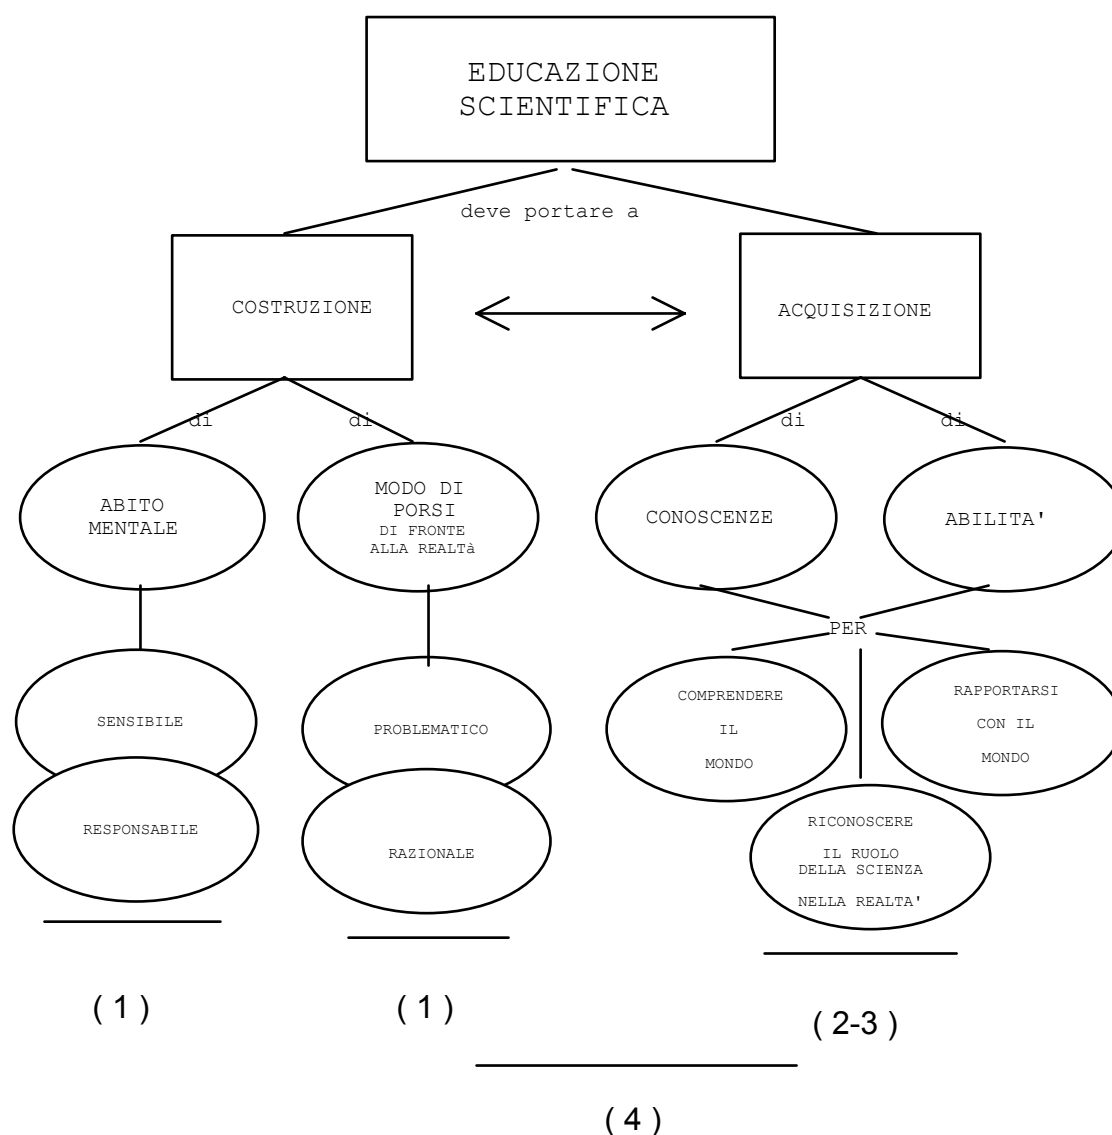 EDUCAZIONE
SCIENTIFICA
deve portare a
COSTRUZIONE
ACQUISIZIONE
di
di
di
di
ABITO
MENTALE
MODO DI
PORSI
DI FRONTE
ALLA REALTà
CONOSCENZE
ABILITA'
PER
SENSIBILE
RESPONSABILE
PROBLEMATICO
RAZIONALE
COMPRENDERE
IL
MONDO
RAPPORTARSI
CON IL
MONDO
RICONOSCERE
IL RUOLO
DELLA SCIENZA
NELLA REALTA'
( 1 )
( 1 )
( 2-3 )
( 4 )